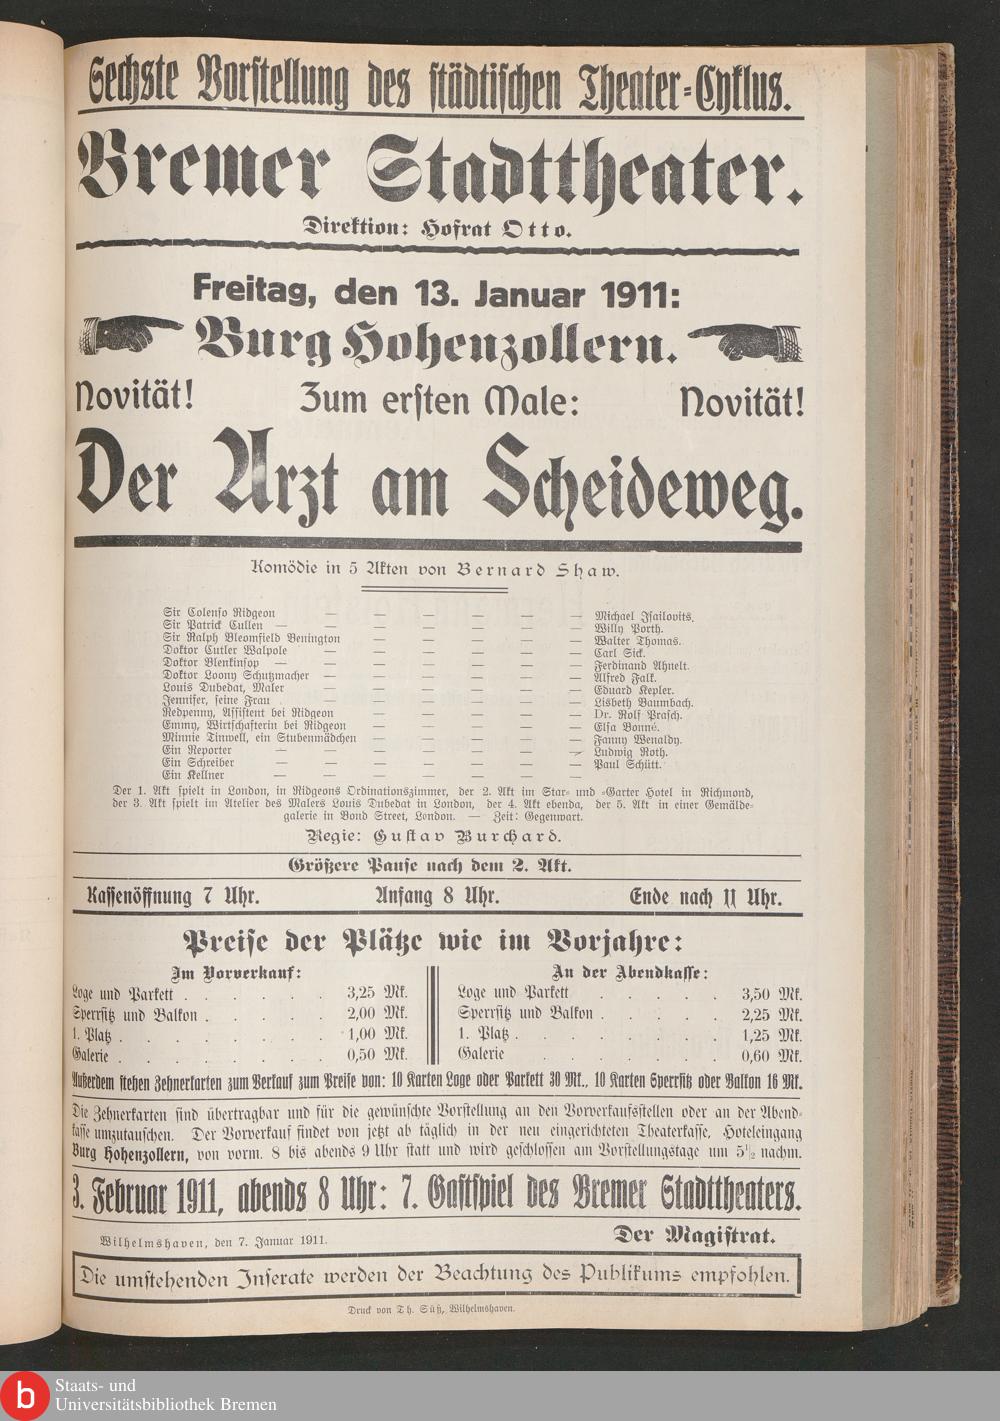 Sechste Vorstellung des städtischen Theater-Cyklus.
Bremer Stadttheater.
Direktion: Hofrat Otto.
Freitag, den 13. Januar 1911:
Burg Hohenzollern.
Novität! Zum ersten Male: Novität!
Der Arzt am Scheideweg.
Komödie in 5 Akten von Bernard Shaw.
Sir Colenso Ridgeon — — — — — — Michael Isailovits.
Sir Patrick Cullen — — — — — — — Willy Porth.
Sir Ralph Bleomfield Benington — — — — — Walter Thomas.
Doktor Cutler Walpole — — — — — — Carl Sick.
Doktor Blenkinsop — — — — — — — Ferdinand Ahnelt.
Doktor Loony Schutzmacher — — — — — — Alfred Falk.
Louis Dubedat, Maler — — — — — — Eduard Kepler.
Jennifer, seine Frau — — — — — — Lisbeth Baumbach.
Redpenny, Assistent bei Ridgeon — — — — — Dr. Rolf Prasch.
Emmy, Wirtschafterin bei Ridgeon — — — — — Elsa Bonné.
Minnie Tinwell, ein Stubenmädchen — — — — — Fanny Wenaldy.
Ein Reporter — — — — — — — Ludwig Roth.
Ein Schreiber — — — — — — — Paul Schütt.
Ein Kellner — — — — — — —
Der 1. Akt spielt in London, in Ridgeons Ordinationszimmer, der 2. Akt im Star- und -Garter Hotel in Richmond,
der 3. Akt spielt im Atelier des Malers Louis Dubedat in London, der 4. Akt ebenda, der 5. Akt in einer Gemälde-
galerie in Bond Street, London. — Zeit: Gegenwart.
Regie: Gustav Burchard.
Größere Pause nach dem 2. Akt.
Kassenöffnung 7 Uhr. Anfang 8 Uhr. Ende nach 11 Uhr.
Preise der Plätze wie im Vorjahre:
Im Vorverkauf:
Loge und Parkett . . . . . . 3,25 Mk.
Sperrsitz und Balkon . . . . . 2,00 Mk.
1. Platz . . . . . . . . 1,00 Mk.
Galerie . . . . . . . . 0,50 Mk.
An der Abendkasse:
Loge und Parkett . . . . . 3,50 Mk.
Sperrsitz und Balkon . . . . . 2,25 Mk.
1. Platz . . . . . . . . 1,25 Mk.
Galerie . . . . . . . 0,60 Mk.
Außerdem stehen Zehnerkarten zum Verkauf zum Preise von: 10 Karten Loge oder Parkett 30 Mk., 10 Karten Sperrsitz oder Balkon 16 Mk.
Die Zehnerkarten sind übertragbar und für die gewünschte Vorstellung an den Vorverkaufsstellen oder an der Abend-
kasse umzutauschen. Der Vorverkauf findet von jetzt ab täglich in der neu eingerichteten Theaterkasse, Hoteleingang
Burg Hohenzollern, von vorm. 8 bis abends 9 Uhr statt und wird geschlossen am Vorstellungstage um 5 1/2 nachm.
3. Februar 1911, abends 8 Uhr: 7. Gastspiel des Bremer Stadttheaters.
Wilhelmshaven, den 7. Januar 1911. Der Magistrat.
Die umstehenden Inserate werden der Beachtung des Publikums empfohlen.
Druck von Th. Süß, Wilhelmshaven.
b
Staats- und
Universitätsbibliothek Bremen